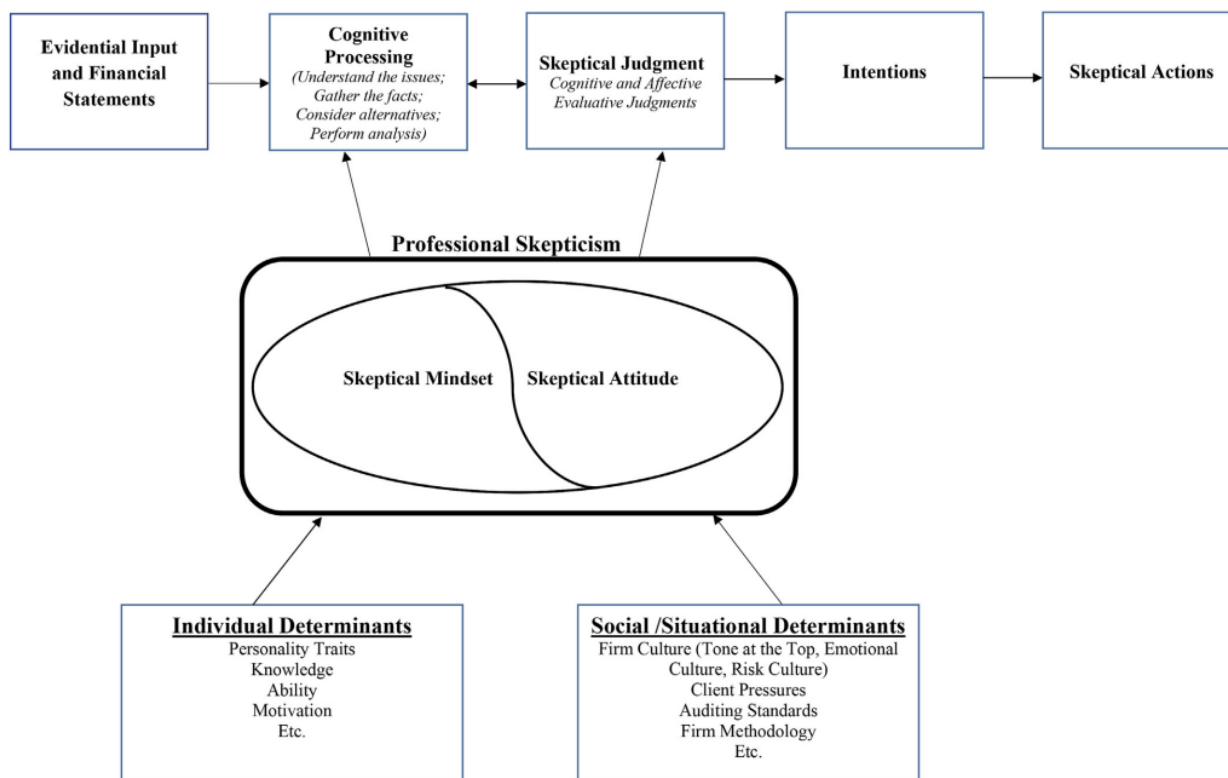 Evidential Input
and Financial
Statements
Cognitive
Processing
(Understand the issues;
Gather the facts;
Consider alternatives;
Perform analysis)
Skeptical Judgment
Cognitive and Affective
Evaluative Judgments
Intentions
Skeptical Actions
Professional Skepticism
Skeptical Mindset
Skeptical Attitude
Individual Determinants
Personality Traits
Knowledge
Ability
Motivation
Etc.
Social /Situational Determinants
Firm Culture (Tone at the Top, Emotional
Culture, Risk Culture)
Client Pressures
Auditing Standards
Firm Methodology
Etc.